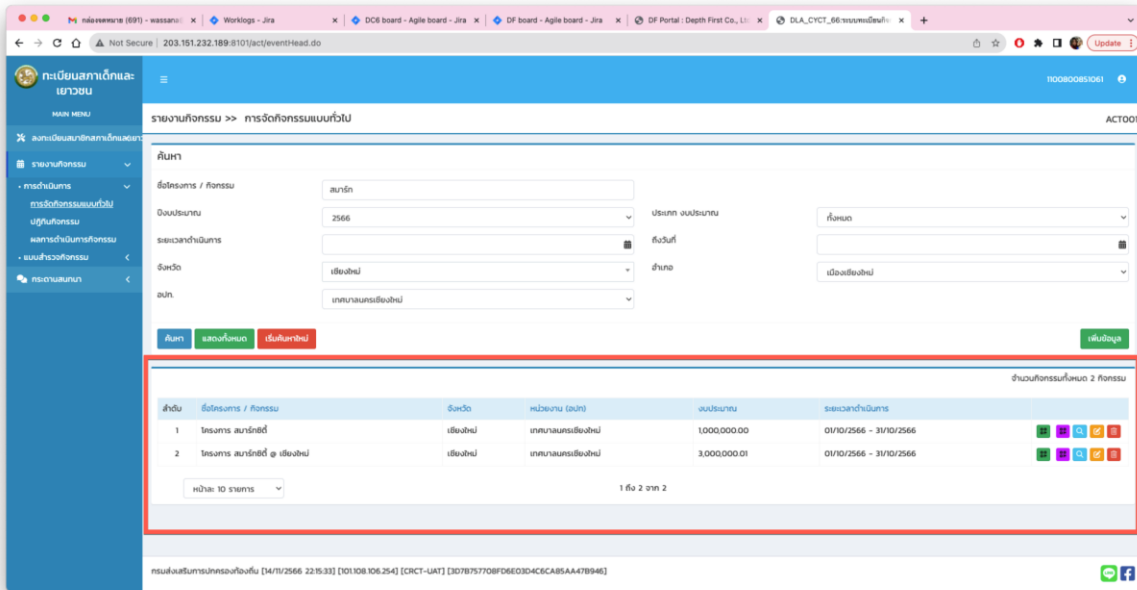 กล่องจดหมาย (691) - wassana
Worklogs - Jira
DC6 board - Agile board - Jira
DF board - Agile board - Jira
DF Portal : Depth First Co., Lt
DLA_CYCT_66:ระบบทะเบียน
Not Secure | 203.151.232.189:8101/act/eventHead.do
Update
ทะเบียนสภาเด็กและ
เยาวชน
1100800851061
MAIN MENU
รายงานกิจกรรม >> การจัดกิจกรรมแบบทั่วไป
ACT001
ลงทะเบียนสมาชิกสภาเด็กและเยาว
รายงานกิจกรรม
• การดำเนินการ
การจัดกิจกรรมแบบทั่วไป
ปฏิทินกิจกรรม
ผลการดำเนินการกิจกรรม
• แบบสำรวจกิจกรรม
กระดานสนทนา
ค้นหา
ชื่อโครงการ / กิจกรรม สมาร์ท
ปีงบประมาณ 2566 ประเภท งบประมาณ ทั้งหมด
ระยะเวลาดำเนินการ ถึงวันที่
จังหวัด เชียงใหม่ อำเภอ เมืองเชียงใหม่
อปท. เทศบาลนครเชียงใหม่
ค้นหา แสดงทั้งหมด เริ่มค้นหาใหม่ เพิ่มข้อมูล
จำนวนกิจกรรมทั้งหมด 2 กิจกรรม
ลำดับ ชื่อโครงการ / กิจกรรม จังหวัด หน่วยงาน (อปท) งบประมาณ ระยะเวลาดำเนินการ
1 โครงการ สมาร์ทซิตี้ เชียงใหม่ เทศบาลนครเชียงใหม่ 1,000,000.00 01/10/2566 - 31/10/2566
2 โครงการ สมาร์ทซิตี้ @ เชียงใหม่ เชียงใหม่ เทศบาลนครเชียงใหม่ 3,000,000.01 01/10/2566 - 31/10/2566
หน้าละ 10 รายการ 1 ถึง 2 จาก 2
กรมส่งเสริมการปกครองท้องถิ่น [14/11/2566 22:15:33] [101.108.106.254] [CRCT-UAT] [3D7B757708FD6E03D4C6CA85AA47B946]